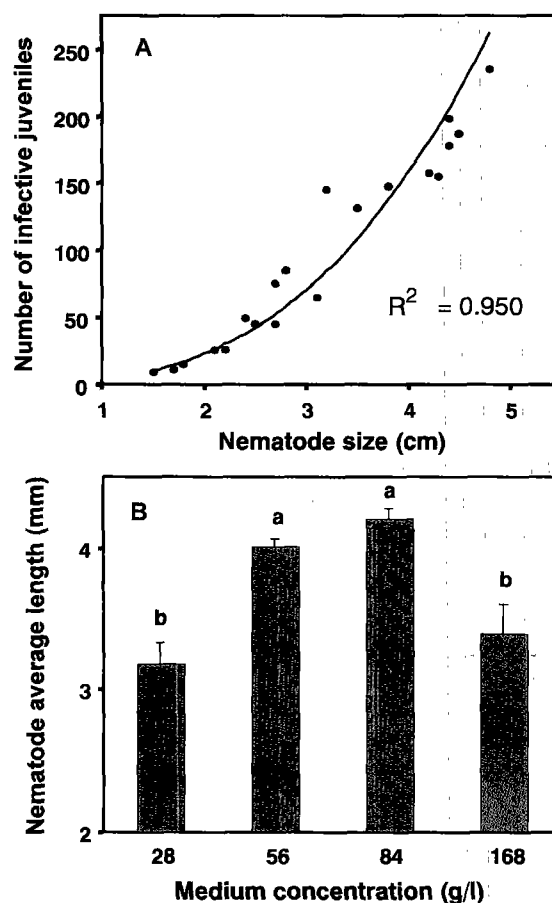 A
Number of infective juveniles
250
200
150
100
50
0
R² = 0.950
1 2 3 4 5
Nematode size (cm)
B
Nematode average length (mm)
4
3
2
b a a b
28 56 84 168
Medium concentration (g/l)